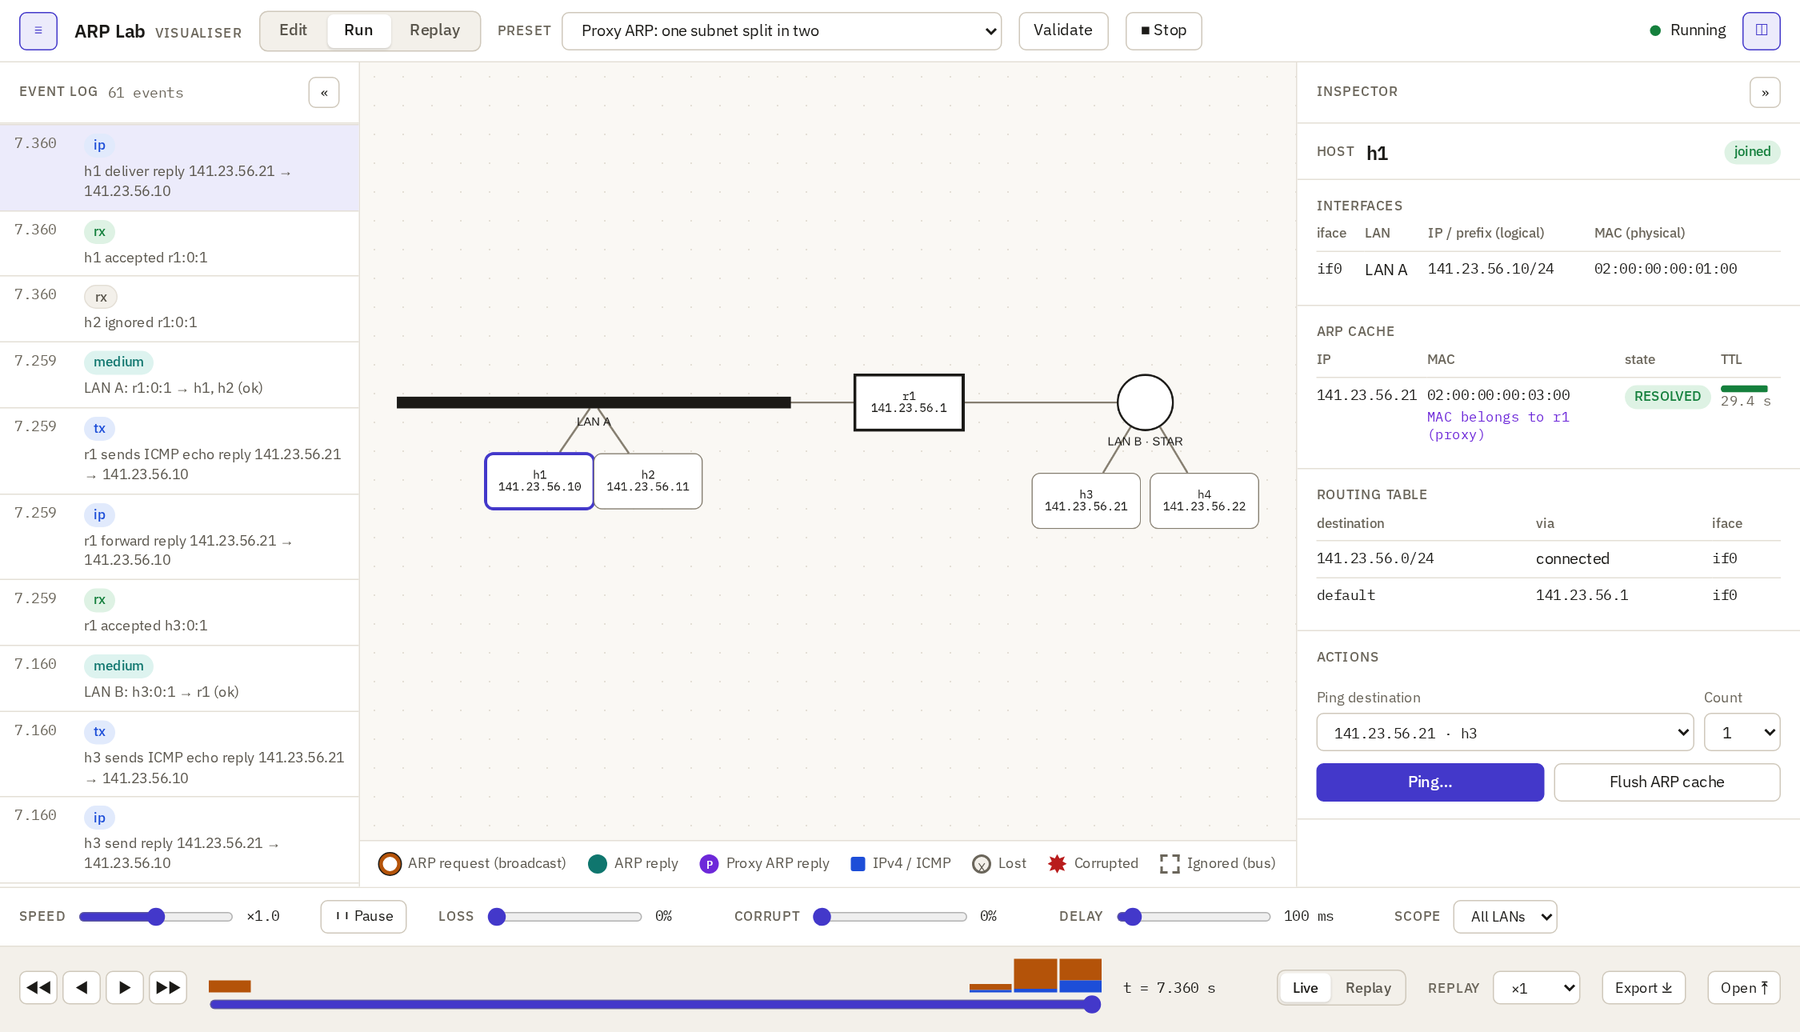 ≡ ARP Lab VISUALISER Edit Run Replay PRESET Proxy ARP: one subnet split in two Validate ■ Stop Running
EVENT LOG 61 events «
7.360 ip
h1 deliver reply 141.23.56.21 →
141.23.56.10
7.360 rx
h1 accepted r1:0:1
7.360 rx
h2 ignored r1:0:1
7.259 medium
LAN A: r1:0:1 → h1, h2 (ok)
7.259 tx
r1 sends ICMP echo reply 141.23.56.21
→ 141.23.56.10
7.259 ip
r1 forward reply 141.23.56.21 →
141.23.56.10
7.259 rx
r1 accepted h3:0:1
7.160 medium
LAN B: h3:0:1 → r1 (ok)
7.160 tx
h3 sends ICMP echo reply 141.23.56.21
→ 141.23.56.10
7.160 ip
h3 send reply 141.23.56.21 →
141.23.56.10
r1
141.23.56.1
LAN A
LAN B · STAR
h1
141.23.56.10
h2
141.23.56.11
h3
141.23.56.21
h4
141.23.56.22
ARP request (broadcast) ARP reply P Proxy ARP reply IPv4 / ICMP x Lost Corrupted Ignored (bus)
INSPECTOR »
HOST h1 joined
INTERFACES
iface LAN IP / prefix (logical) MAC (physical)
if0 LAN A 141.23.56.10/24 02:00:00:00:01:00
ARP CACHE
IP MAC state TTL
141.23.56.21 02:00:00:00:03:00 RESOLVED 29.4 s
MAC belongs to r1
(proxy)
ROUTING TABLE
destination via iface
141.23.56.0/24 connected if0
default 141.23.56.1 if0
ACTIONS
Ping destination Count
141.23.56.21 · h3 1
Ping… Flush ARP cache
SPEED ×1.0 Pause LOSS 0% CORRUPT 0% DELAY 100 ms SCOPE All LANs
t = 7.360 s Live Replay REPLAY ×1 Export Open